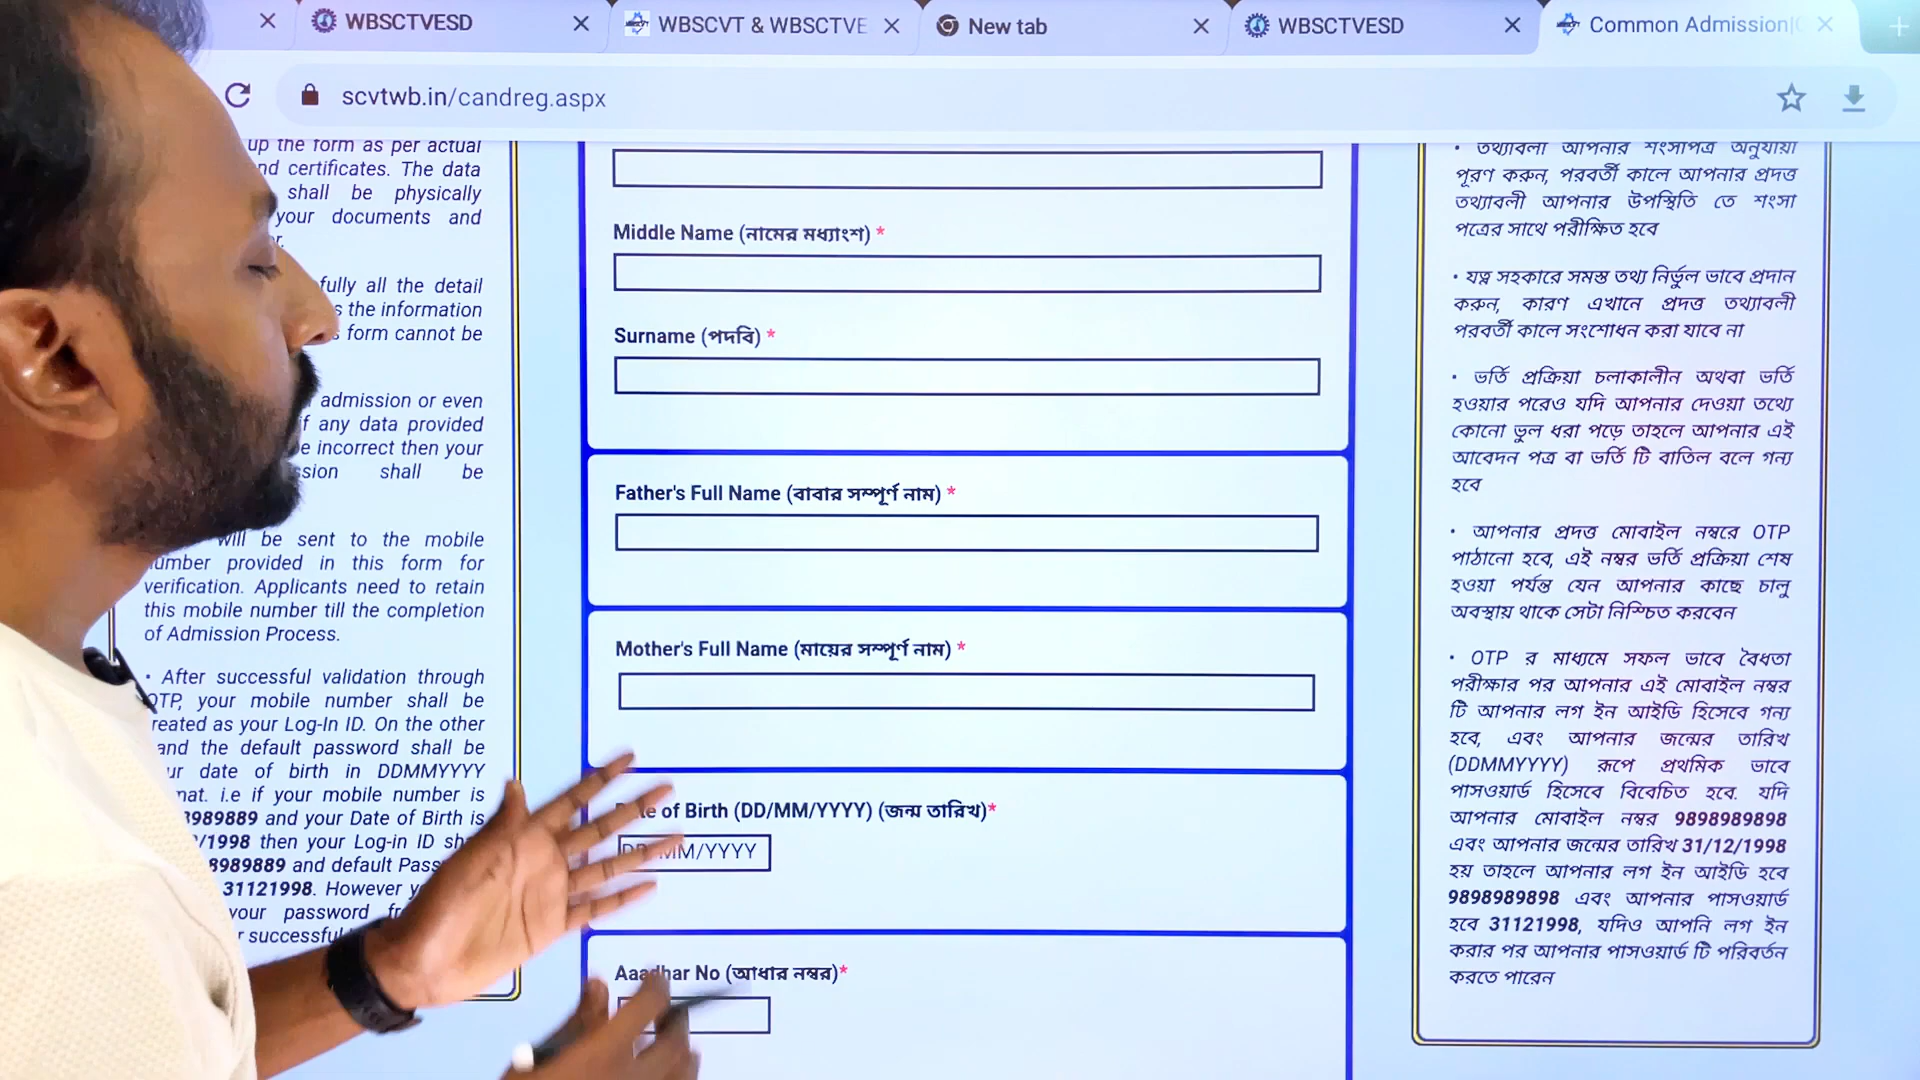 WBSCTVESD
WBSCVT & WBSCTVE
New tab
WBSCTVESD
Common Admission|
scvtwb.in/candreg.aspx
up the form as per actual
certificates. The data
shall be physically
your documents and
fully all the detail
the information
form cannot be
admission or even
any data provided
incorrect then your
shall be
will be sent to the mobile
number provided in this form for
verification. Applicants need to retain
this mobile number till the completion
of Admission Process.
• After successful validation through
OTP, your mobile number shall be
as your Log-In ID. On the other
and the default password shall be
date of birth in DDMMYYYY
i.e if your mobile number is
and your Date of Birth is
/1998 then your Log-in ID
and default
31121998. However
your password
successful
Middle Name (নামের মধ্যাংশ) *
Surname (পদবি) *
Father's Full Name (বাবার সম্পূর্ণ নাম) *
Mother's Full Name (মায়ের সম্পূর্ণ নাম) *
Date of Birth (DD/MM/YYYY) (জন্ম তারিখ)*
DD/MM/YYYY
Aaadhar No (আধার নম্বর)*
• তথ্যাবলী আপনার শংসাপত্র অনুযায়ী
পূরণ করুন, পরবর্তী কালে আপনার প্রদত্ত
তথ্যাবলী আপনার উপস্থিতি তে শংসা
পত্রের সাথে পরীক্ষিত হবে
• যত্ন সহকারে সমস্ত তথ্য নির্ভুল ভাবে প্রদান
করুন, কারণ এখানে প্রদত্ত তথ্যাবলী
পরবর্তী কালে সংশোধন করা যাবে না
• ভর্তি প্রক্রিয়া চলাকালীন অথবা ভর্তি
হওয়ার পরেও যদি আপনার দেওয়া তথ্যে
কোনো ভুল ধরা পড়ে তাহলে আপনার এই
আবেদন পত্র বা ভর্তি টি বাতিল বলে গন্য
হবে
• আপনার প্রদত্ত মোবাইল নম্বরে OTP
পাঠানো হবে, এই নম্বর ভর্তি প্রক্রিয়া শেষ
হওয়া পর্যন্ত যেন আপনার কাছে চালু
অবস্থায় থাকে সেটা নিশ্চিত করবেন
• OTP র মাধ্যমে সফল ভাবে বৈধতা
পরীক্ষার পর আপনার এই মোবাইল নম্বর
টি আপনার লগ ইন আইডি হিসেবে গন্য
হবে, এবং আপনার জন্মের তারিখ
(DDMMYYYY) রূপে প্রথমিক ভাবে
পাসওয়ার্ড হিসেবে বিবেচিত হবে. যদি
আপনার মোবাইল নম্বর 9898989898
এবং আপনার জন্মের তারিখ 31/12/1998
হয় তাহলে আপনার লগ ইন আইডি হবে
9898989898 এবং আপনার পাসওয়ার্ড
হবে 31121998, যদিও আপনি লগ ইন
করার পর আপনার পাসওয়ার্ড টি পরিবর্তন
করতে পারেন